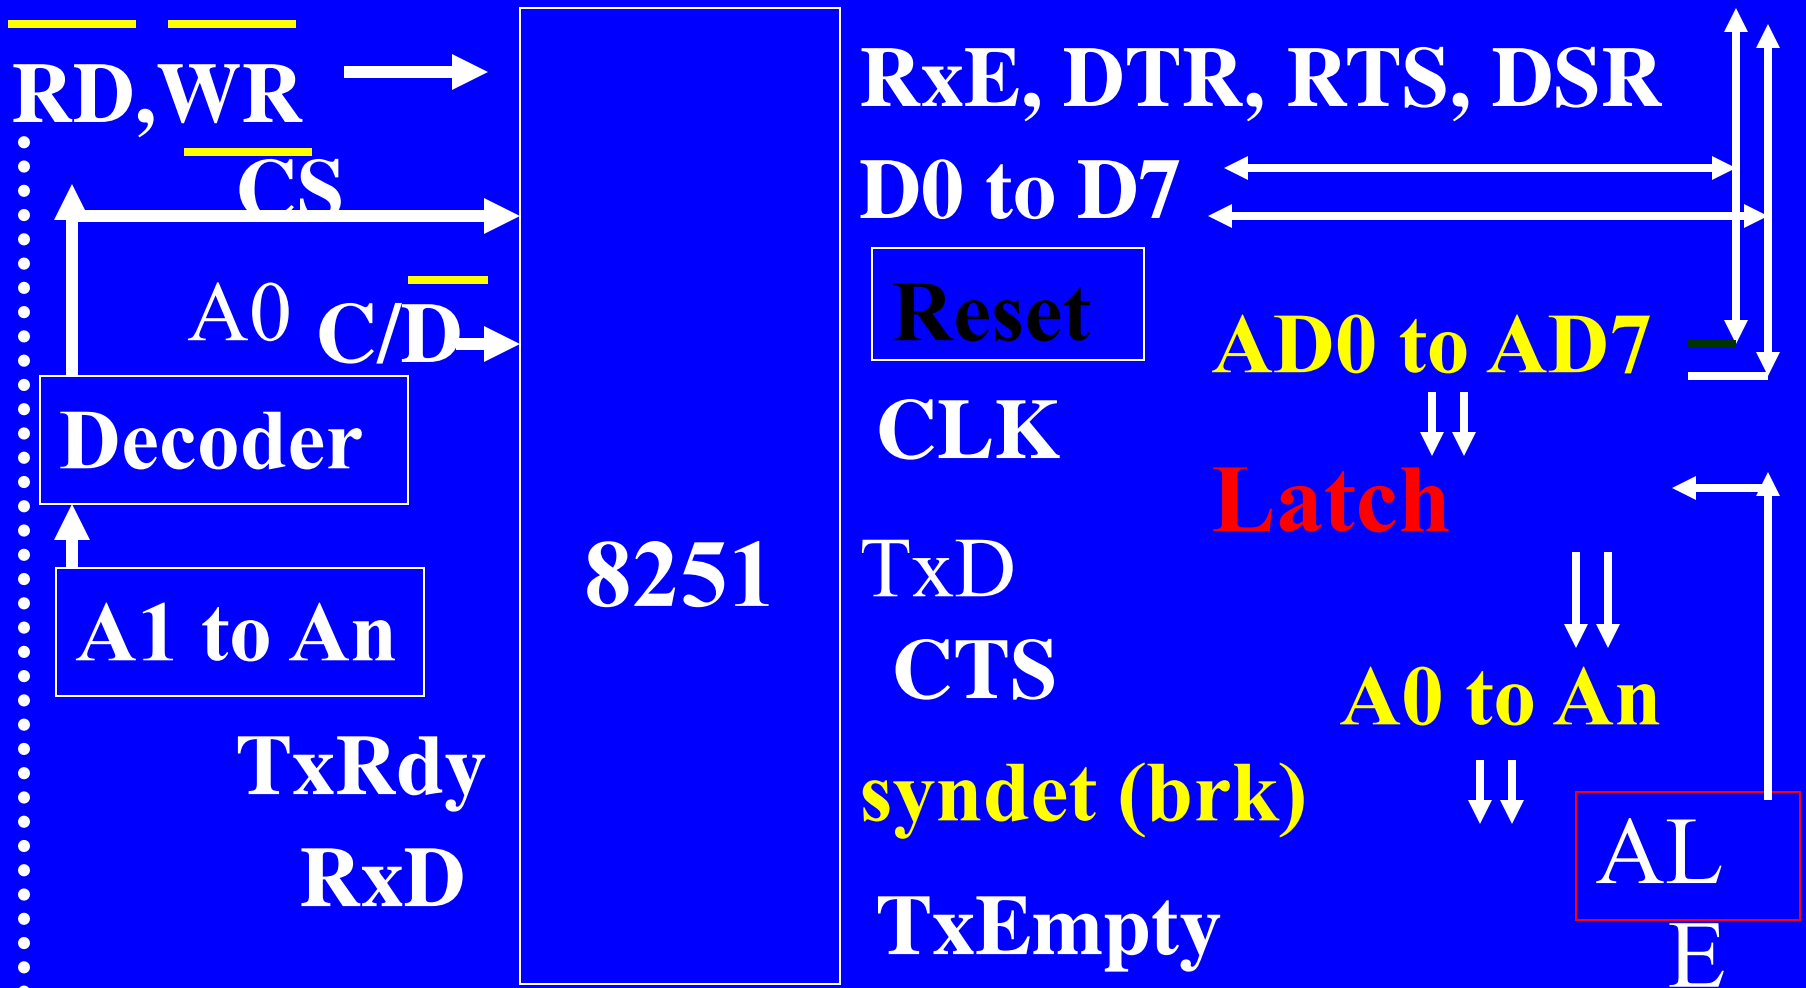 RD,WR
CS
A0 C/D
Decoder
A1 to An
TxRdy
RxD
8251
RxE, DTR, RTS, DSR
D0 to D7
Reset
CLK
TxD
CTS
syndet (brk)
TxEmpty
AD0 to AD7
Latch
A0 to An
AL
E